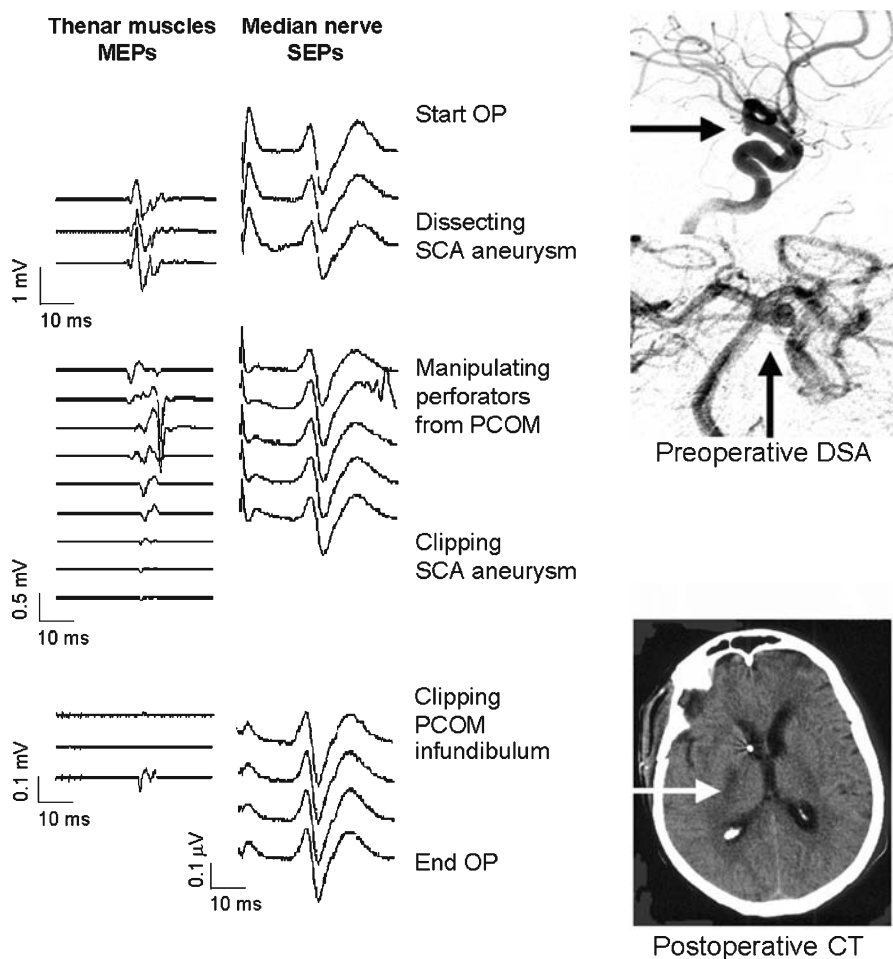 Thenar muscles
MEPs
Median nerve
SEPs
Start OP
Dissecting
SCA aneurysm
1 mV
10 ms
Manipulating
perforators
from PCOM
Clipping
SCA aneurysm
0.5 mV
10 ms
Clipping
PCOM
infundibulum
0.1 mV
10 ms
End OP
0.1 μV
10 ms
Preoperative DSA
Postoperative CT